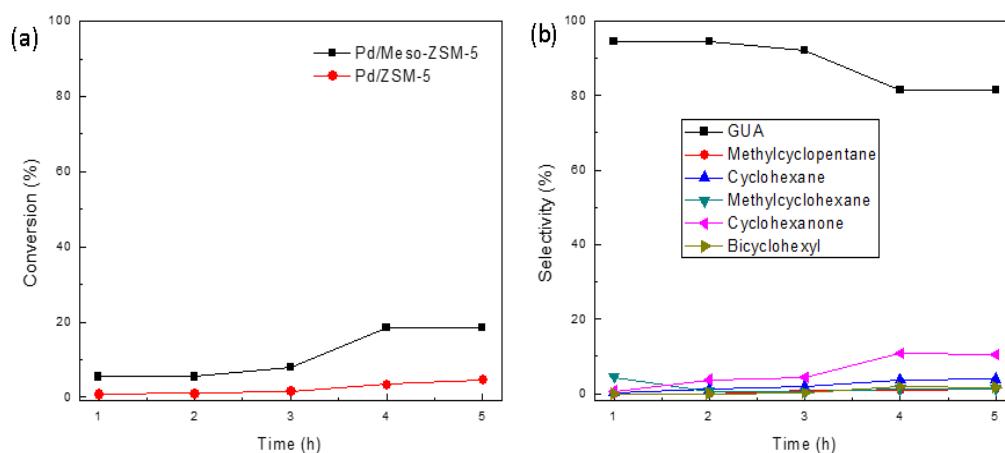 (a)
Pd/Meso-ZSM-5
Pd/ZSM-5
Conversion (%)
100
80
60
40
20
0
1 2 3 4 5
Time (h)
(b)
GUA
Methylcyclopentane
Cyclohexane
Methylcyclohexane
Cyclohexanone
Bicyclohexyl
Selectivity (%)
100
80
60
40
20
0
1 2 3 4 5
Time (h)